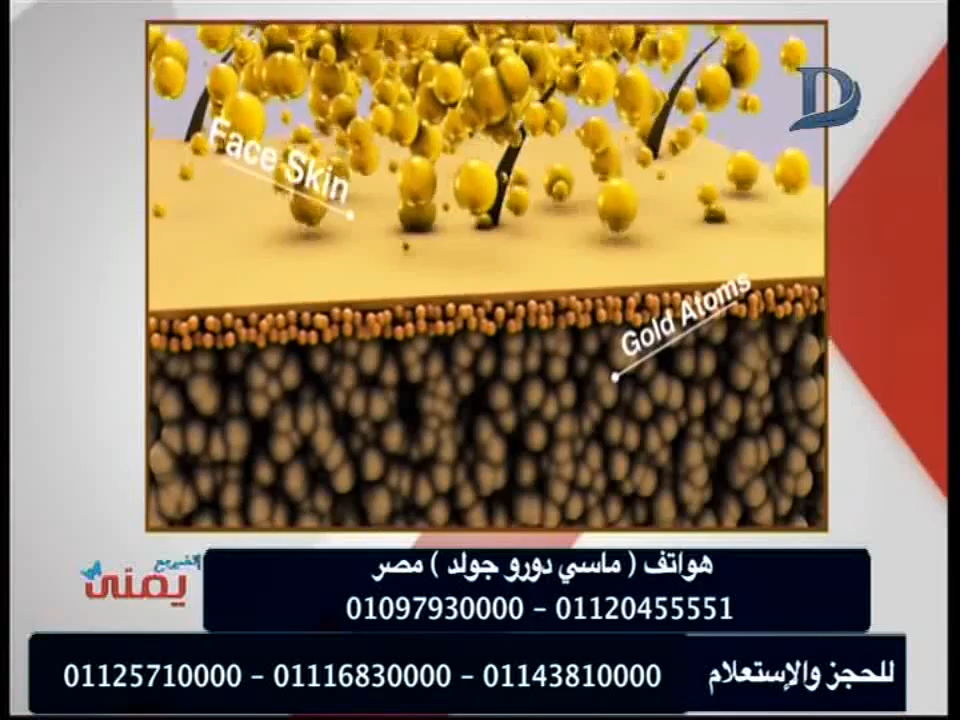 Face Skin
Gold Atoms
هواتف ( ماسي دورو جولد ) مصر
01097930000 - 01120455551
يمنى
للحجز والإستعلام 01125710000 - 01116830000 - 01143810000